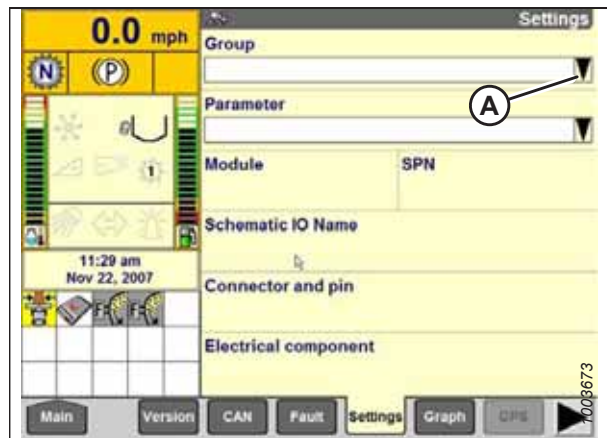 0.0 mph
Settings
Group
N
(P)
A
Parameter
Module
SPN
1
Schematic IO Name
11:29 am
Nov 22, 2007
Connector and pin
F
F
Electrical component
1003673
Main
Version
CAN
Fault
Settings
Graph
GPS